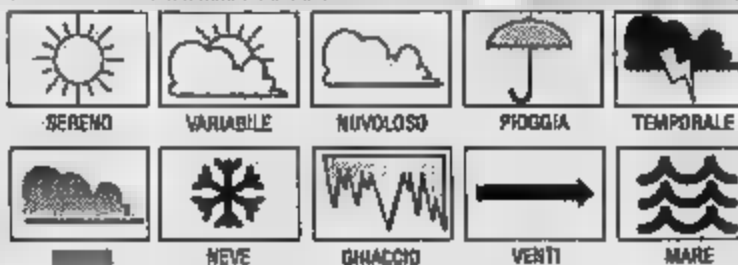 SERENO VARIABILE NUVOLOSO PIOGGIA TEMPORALE
NEVE GHIACCIO VENTI MARE